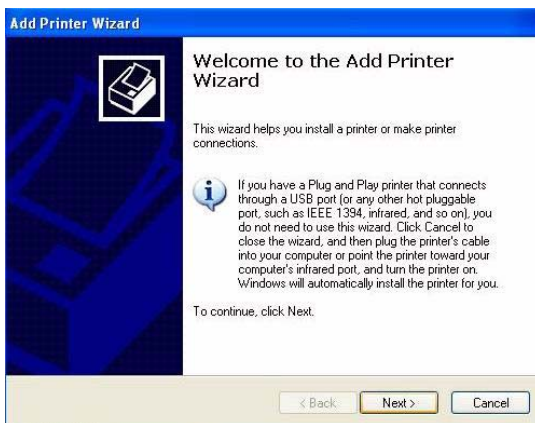 Add Printer Wizard
Welcome to the Add Printer
Wizard
This wizard helps you install a printer or make printer
connections.
If you have a Plug and Play printer that connects
through a USB port (or any other hot pluggable
port, such as IEEE 1394, infrared, and so on), you
do not need to use this wizard. Click Cancel to
close the wizard, and then plug the printer's cable
into your computer or point the printer toward your
computer's infrared port, and turn the printer on.
Windows will automatically install the printer for you.
To continue, click Next.
< Back Next > Cancel